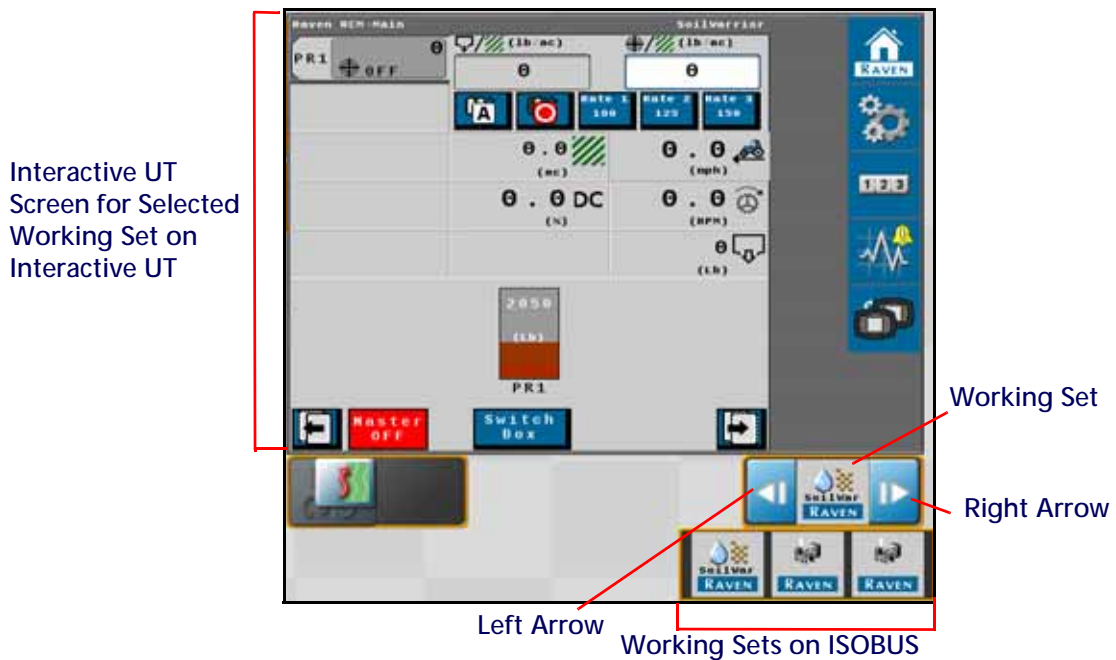 Raven RCM-Main
SoilWarrior
PR1
0
OFF
(lb/ac)
(lb/ac)
0
0
A
Rate 1
100
Rate 2
125
Rate 3
150
RAVEN
0.0
(ac)
0.0
(mph)
1 2 3
0.0 DC
(%)
0.0
(RPM)
0
(Lb)
2050
(Lb)
PR1
Master
OFF
Switch
Box
Interactive UT
Screen for Selected
Working Set on
Interactive UT
Working Set
SoilWar
RAVEN
Right Arrow
SoilWar
RAVEN
RAVEN
RAVEN
Left Arrow
Working Sets on ISOBUS